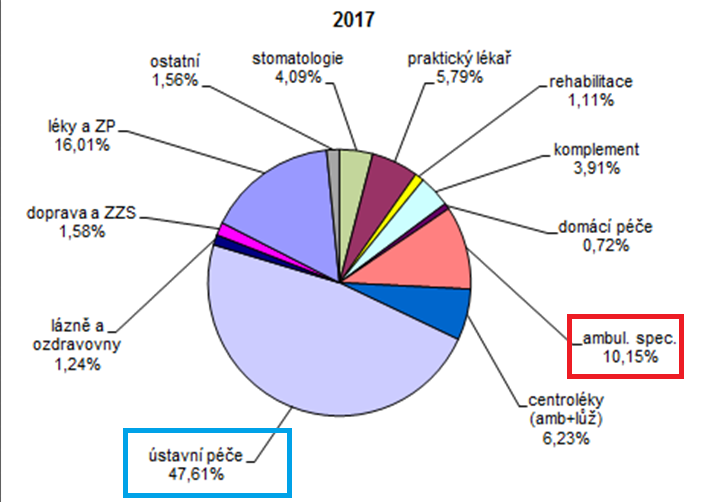 2017
stomatologie
4,09%
praktický lékař
5,79%
rehabilitace
1,11%
komplement
3,91%
domácí péče
0,72%
ambul. spec.
10,15%
centroléky
(amb+lůž)
6,23%
ústavní péče
47,61%
lázně a
ozdravovny
1,24%
doprava a ZZS
1,58%
léky a ZP
16,01%
ostatní
1,56%